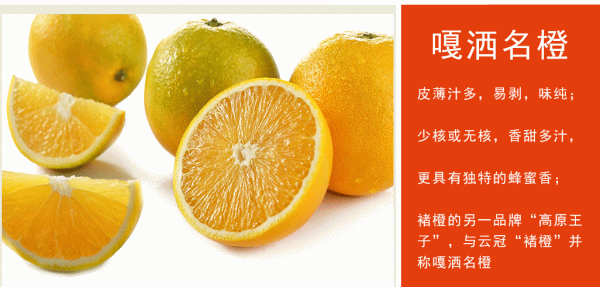 嘎洒名橙
皮薄汁多，易剥，味纯；
少核或无核，香甜多汁，
更具有独特的蜂蜜香；
褚橙的另一品牌“高原王
子”，与云冠“褚橙”并
称嘎洒名橙